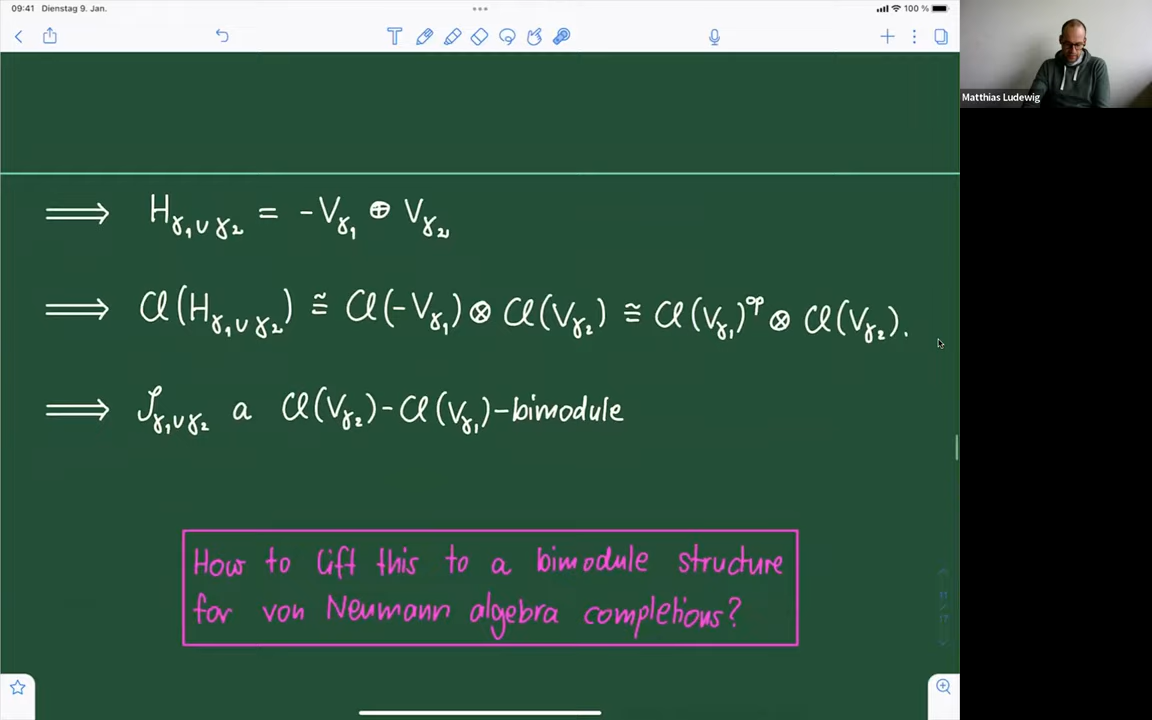 09:41 Dienstag 9. Jan.
100 %
Matthias Ludewig
⟹ H_{γ₁∪γ₂} = -V_{γ₁} ⊕ V_{γ₂}
⟹ Cl(H_{γ₁∪γ₂}) ≅ Cl(-V_{γ₁}) ⊗ Cl(V_{γ₂}) ≅ Cl(V_{γ₁})^{op} ⊗ Cl(V_{γ₂}).
⟹ 𝒮_{γ₁∪γ₂} a Cl(V_{γ₂})-Cl(V_{γ₁})-bimodule
How to lift this to a bimodule structure
for von Neumann algebra completions?